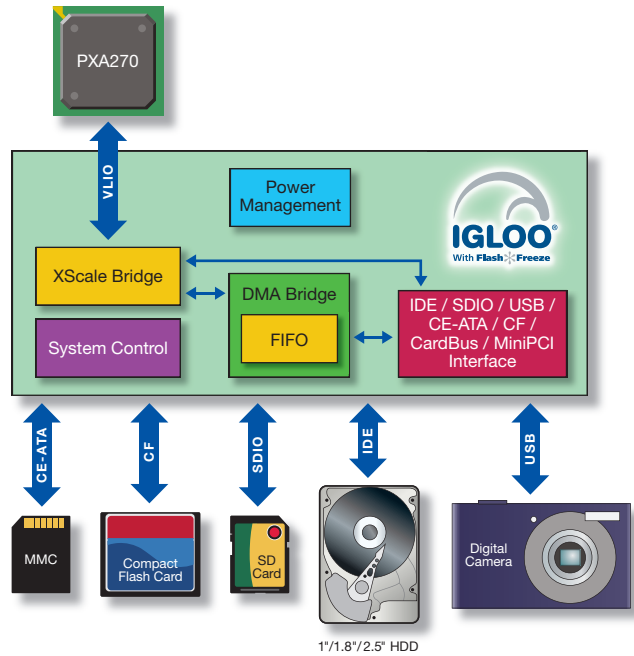 PXA270
VLIO
Power
Management
IGLOO®
With Flash Freeze
XScale Bridge
DMA Bridge
FIFO
IDE / SDIO / USB /
CE-ATA / CF /
CardBus / MiniPCI
Interface
System Control
CE-ATA
CF
SDIO
IDE
USB
MMC
Compact
Flash Card
SD
Card
Digital
Camera
1"/1.8"/2.5" HDD